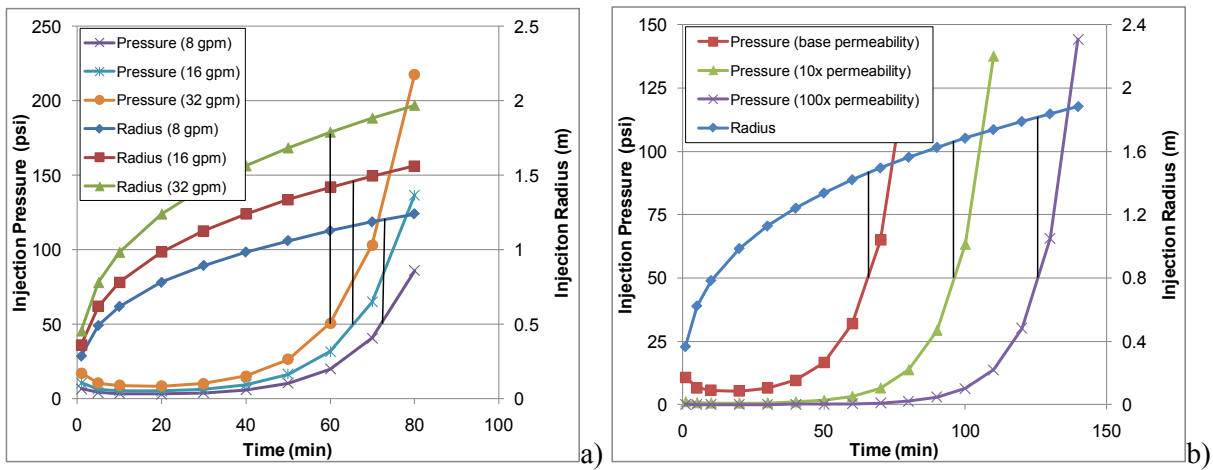 250
200
150
100
50
0
Injection Pressure (psi)
Pressure (8 gpm)
Pressure (16 gpm)
Pressure (32 gpm)
Radius (8 gpm)
Radius (16 gpm)
Radius (32 gpm)
2.5
2
1.5
1
0.5
0
Injeciton Radius (m)
0 20 40 60 80 100
Time (min)
a)
150
125
100
75
50
25
0
Injection Pressure (psi)
Pressure (base permeability)
Pressure (10x permeability)
Pressure (100x permeability)
Radius
2.4
2
1.6
1.2
0.8
0.4
0
Injection Radius (m)
0 50 100 150
Time (min)
b)